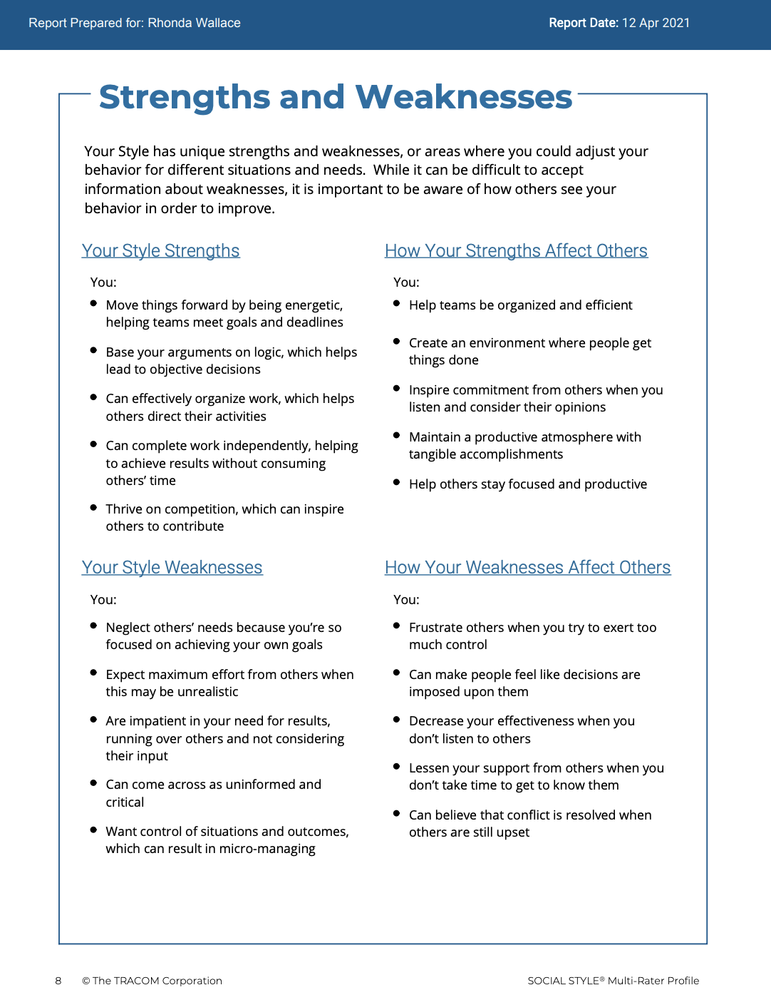 Report Prepared for: Rhonda Wallace
Report Date: 12 Apr 2021
Strengths and Weaknesses
Your Style has unique strengths and weaknesses, or areas where you could adjust your
behavior for different situations and needs.  While it can be difficult to accept
information about weaknesses, it is important to be aware of how others see your
behavior in order to improve.
Your Style Strengths
You:
• Move things forward by being energetic,
helping teams meet goals and deadlines
• Base your arguments on logic, which helps
lead to objective decisions
• Can effectively organize work, which helps
others direct their activities
• Can complete work independently, helping
to achieve results without consuming
others’ time
• Thrive on competition, which can inspire
others to contribute
How Your Strengths Affect Others
You:
• Help teams be organized and efficient
• Create an environment where people get
things done
• Inspire commitment from others when you
listen and consider their opinions
• Maintain a productive atmosphere with
tangible accomplishments
• Help others stay focused and productive
Your Style Weaknesses
You:
• Neglect others’ needs because you’re so
focused on achieving your own goals
• Expect maximum effort from others when
this may be unrealistic
• Are impatient in your need for results,
running over others and not considering
their input
• Can come across as uninformed and
critical
• Want control of situations and outcomes,
which can result in micro-managing
How Your Weaknesses Affect Others
You:
• Frustrate others when you try to exert too
much control
• Can make people feel like decisions are
imposed upon them
• Decrease your effectiveness when you
don’t listen to others
• Lessen your support from others when you
don’t take time to get to know them
• Can believe that conflict is resolved when
others are still upset
8 © The TRACOM Corporation
SOCIAL STYLE® Multi-Rater Profile